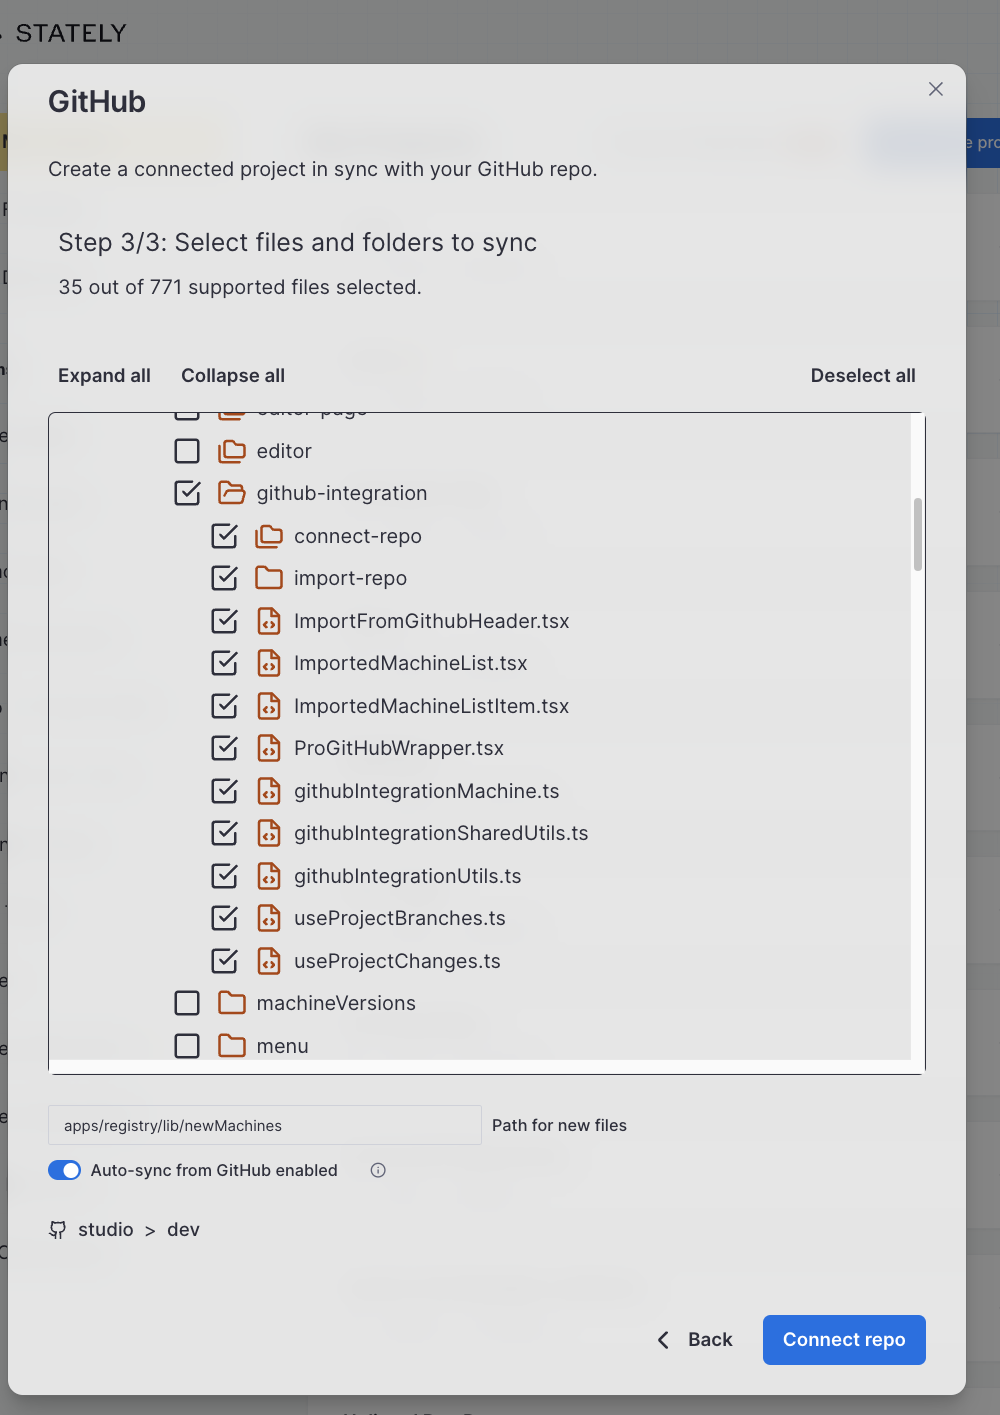 STATELY
GitHub
Create a connected project in sync with your GitHub repo.
Step 3/3: Select files and folders to sync
35 out of 771 supported files selected.
Expand all Collapse all Deselect all
editor-page
editor
github-integration
connect-repo
import-repo
ImportFromGithubHeader.tsx
ImportedMachineList.tsx
ImportedMachineListItem.tsx
ProGitHubWrapper.tsx
githubIntegrationMachine.ts
githubIntegrationSharedUtils.ts
githubIntegrationUtils.ts
useProjectBranches.ts
useProjectChanges.ts
machineVersions
menu
apps/registry/lib/newMachines Path for new files
Auto-sync from GitHub enabled
studio > dev
Back Connect repo